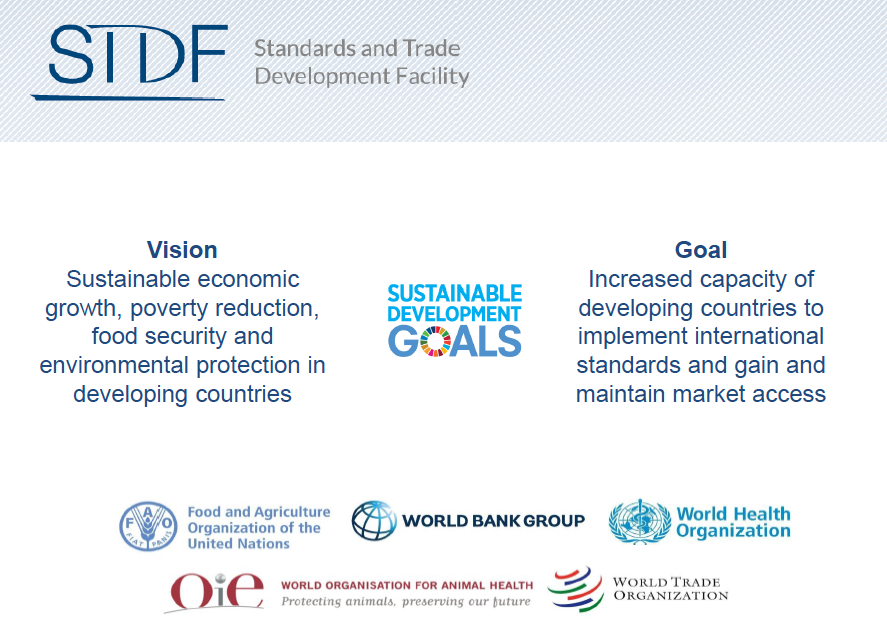 STDF
Standards and Trade
Development Facility
Vision
Sustainable economic
growth, poverty reduction,
food security and
environmental protection in
developing countries
SUSTAINABLE
DEVELOPMENT
GOALS
Goal
Increased capacity of
developing countries to
implement international
standards and gain and
maintain market access
FAO
FIAT PANIS
Food and Agriculture
Organization of the
United Nations
WORLD BANK GROUP
World Health
Organization
Oie
WORLD ORGANISATION FOR ANIMAL HEALTH
Protecting animals, preserving our future
WORLD TRADE
ORGANIZATION